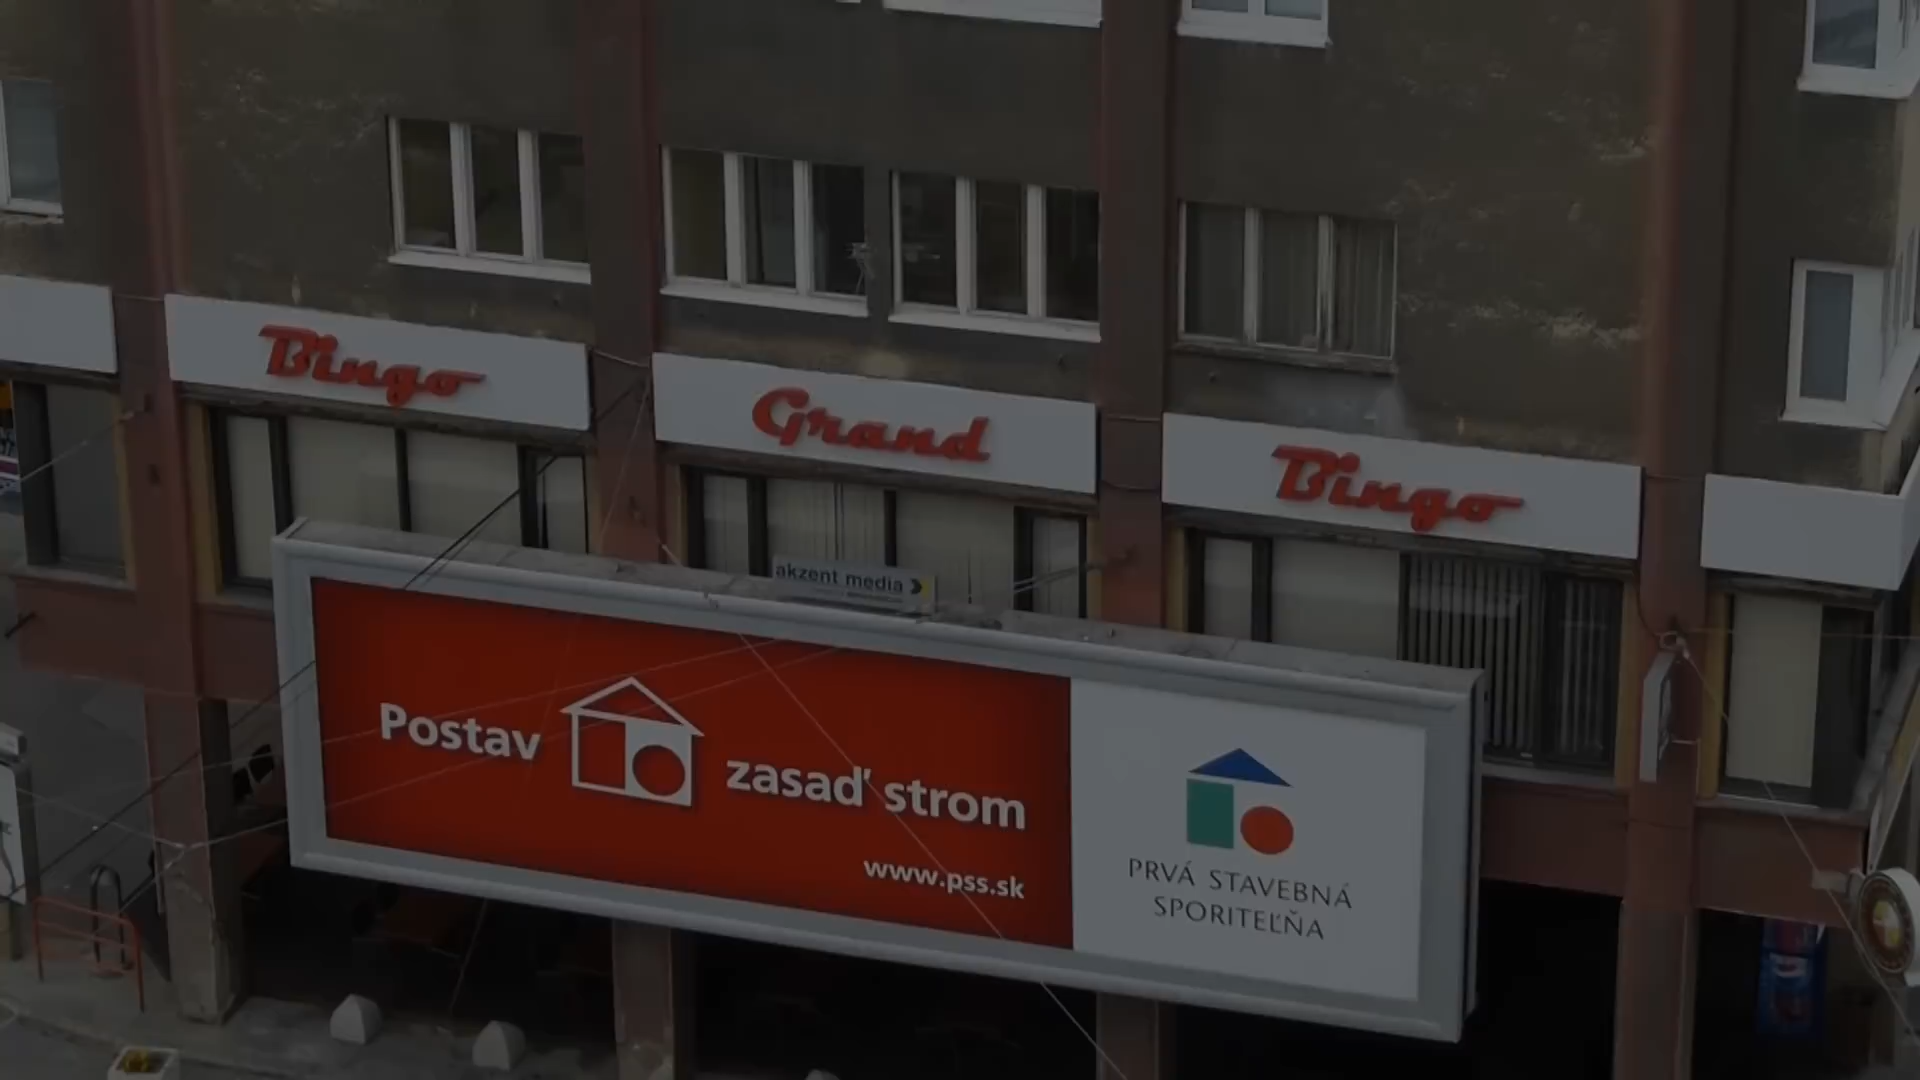 Bingo
Grand
Bingo
akzent media
Postav
zasaď strom
www.pss.sk
PRVÁ STAVEBNÁ
SPORITEĽŇA